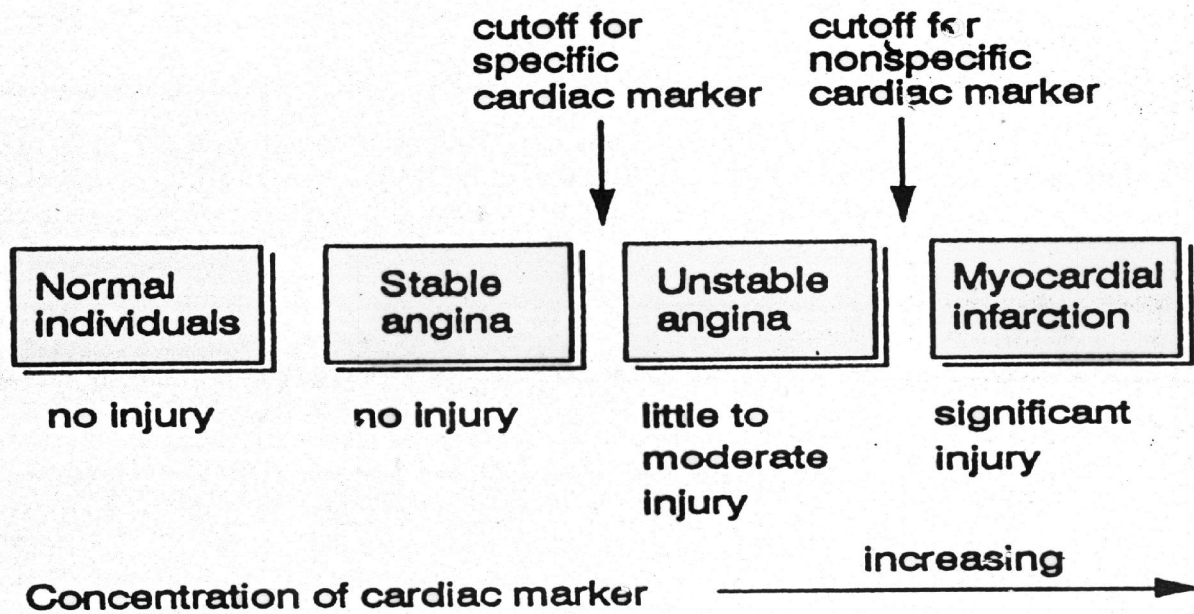 cutoff for
specific
cardiac marker
cutoff for
nonspecific
cardiac marker
Normal
individuals
Stable
angina
Unstable
angina
Myocardial
infarction
no injury
no injury
little to
moderate
injury
significant
injury
increasing
Concentration of cardiac marker